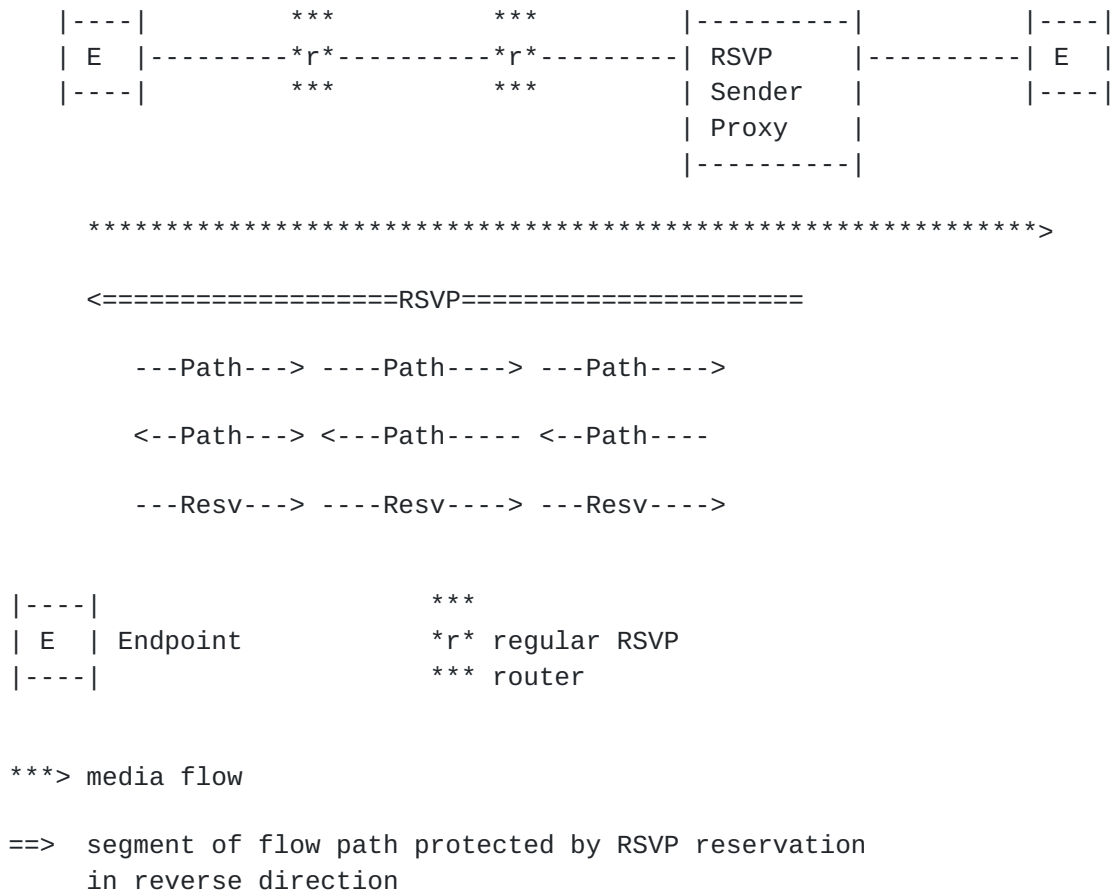 |----|         ***          ***         |----------|           |----|
| E  |---------*r*----------*r*---------| RSVP     |----------| E  |
|----|         ***          ***         | Sender   |           |----|
| Proxy    |
|----------|
*************************************************************>
<===================RSVP======================
---Path---> ----Path----> ---Path---->
<--Path---> <---Path----- <--Path----
---Resv---> ----Resv----> ---Resv---->
|----|                     ***
| E  | Endpoint            *r* regular RSVP
|----|                     *** router
***> media flow
==>  segment of flow path protected by RSVP reservation
in reverse direction